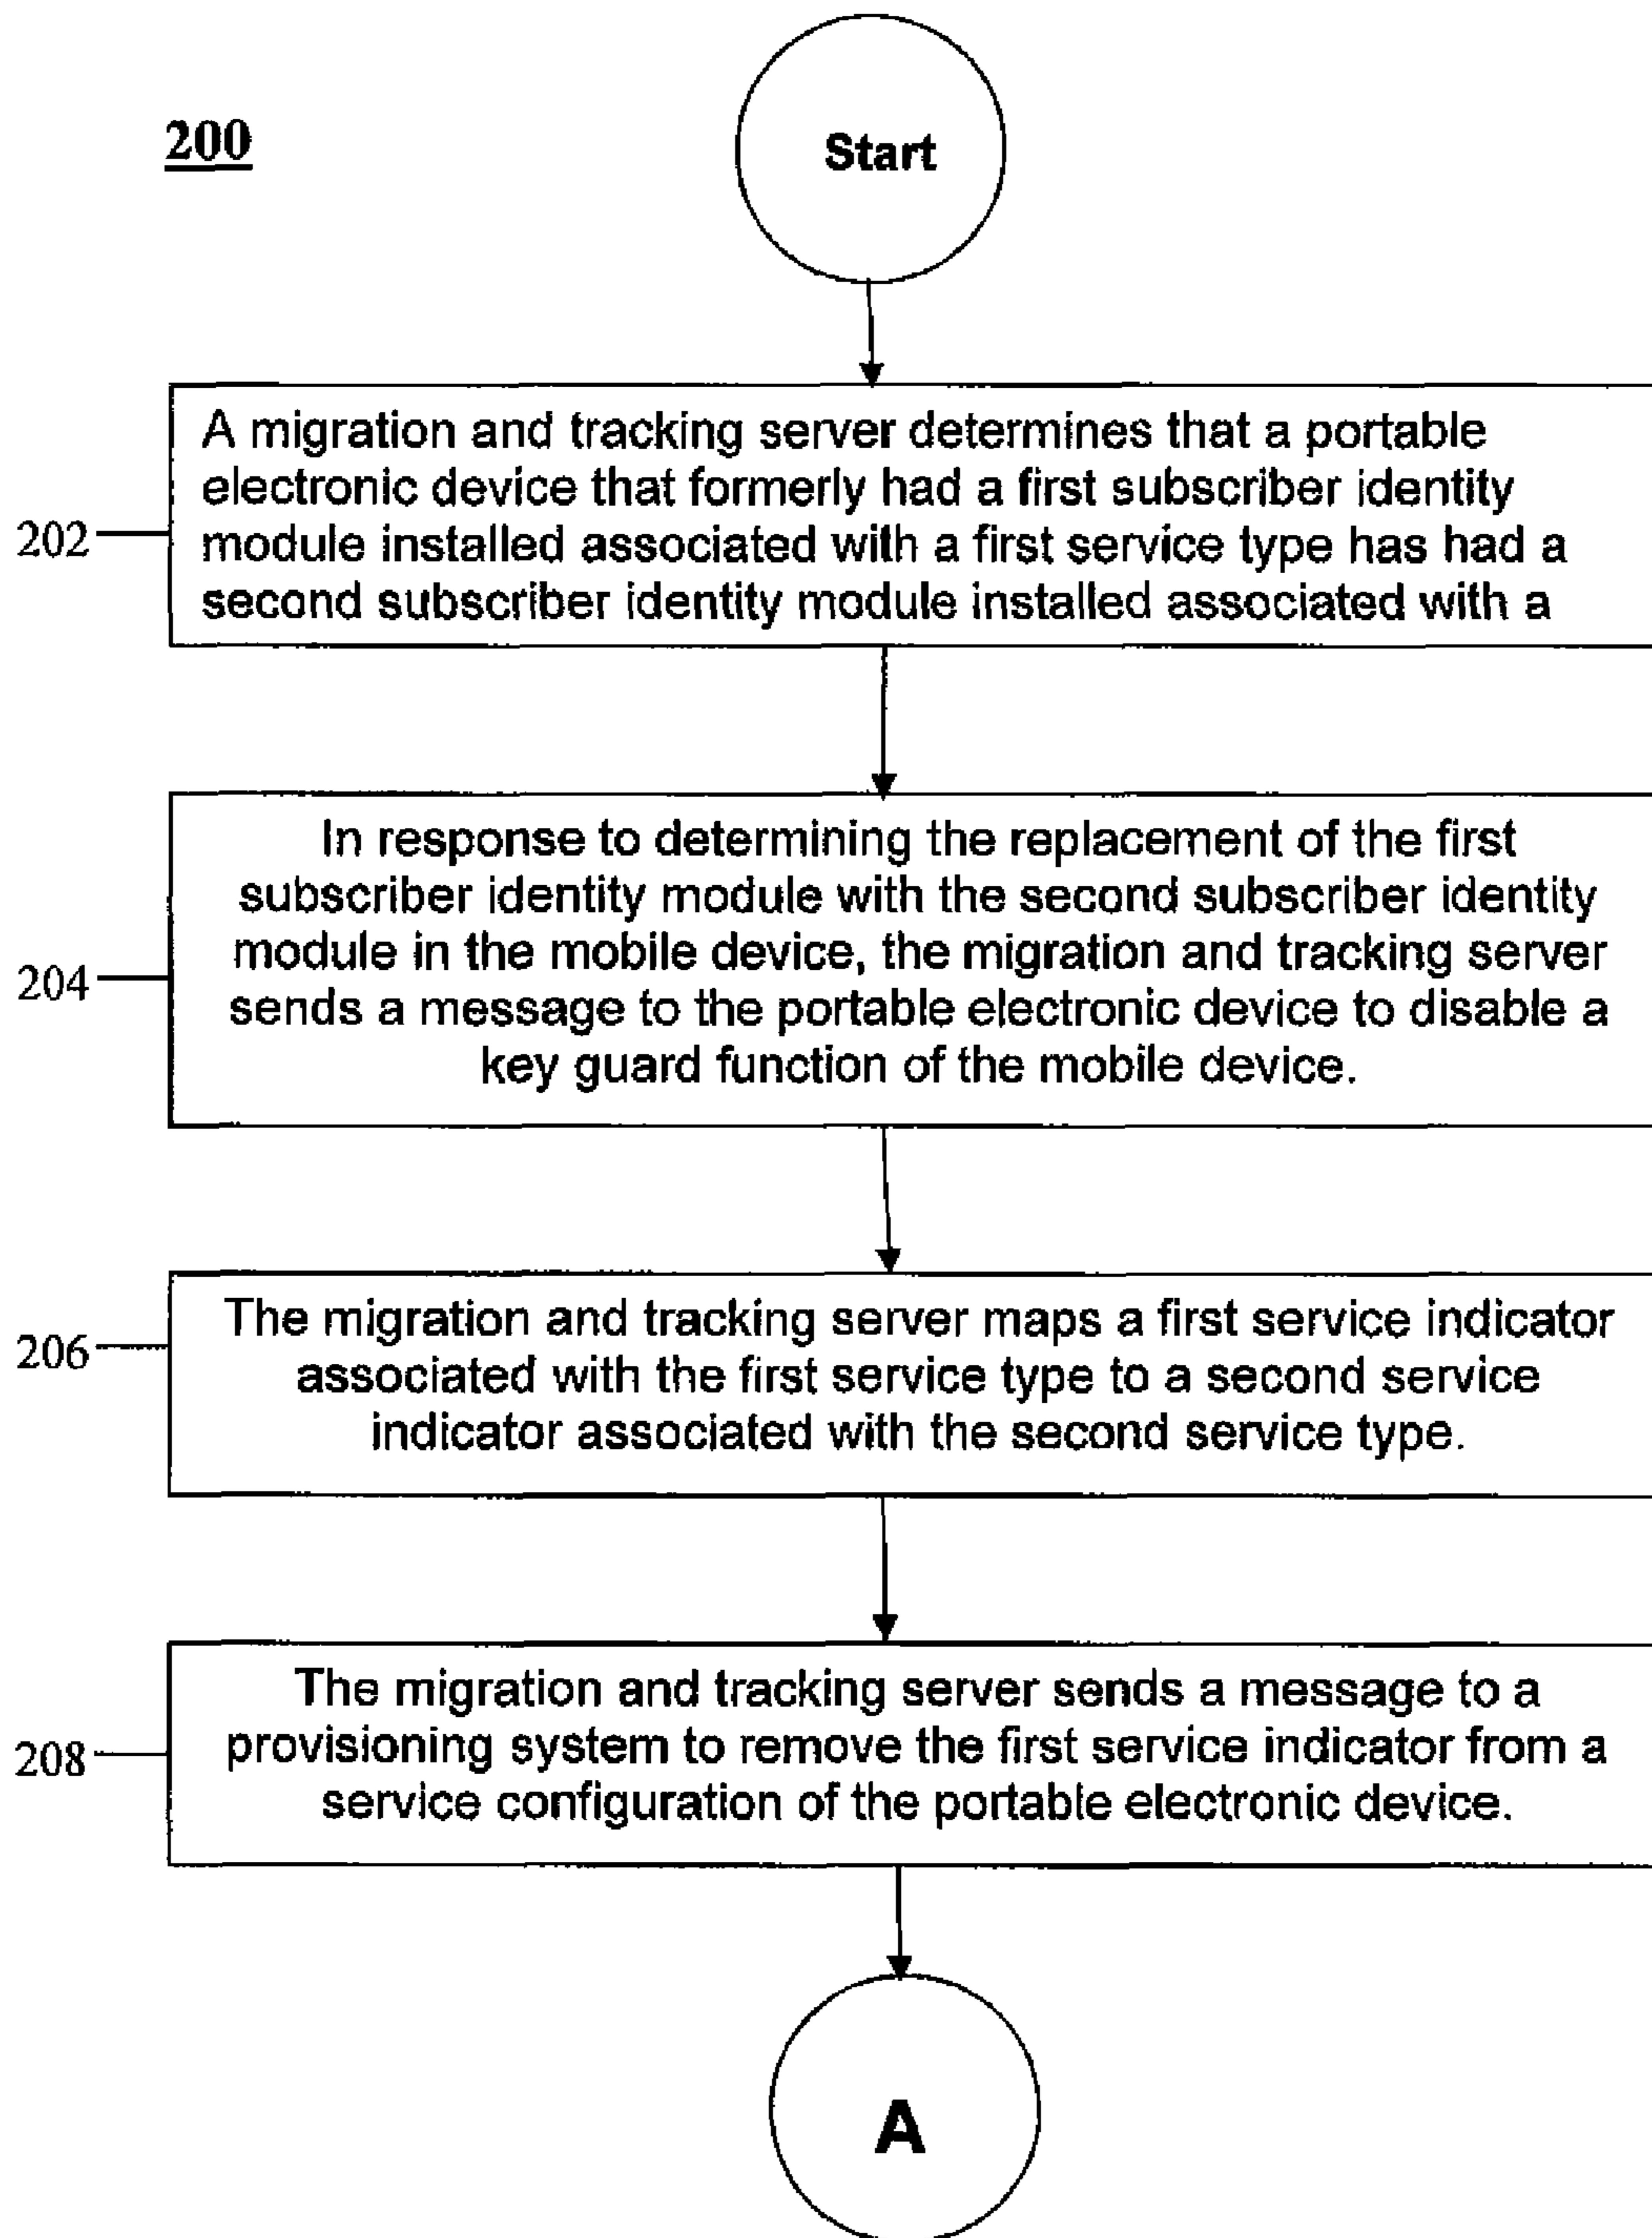 200
Start
202
A migration and tracking server determines that a portable
electronic device that formerly had a first subscriber identity
module installed associated with a first service type has had a
second subscriber identity module installed associated with a
204
In response to determining the replacement of the first
subscriber identity module with the second subscriber identity
module in the mobile device, the migration and tracking server
sends a message to the portable electronic device to disable a
key guard function of the mobile device.
206
The migration and tracking server maps a first service indicator
associated with the first service type to a second service
indicator associated with the second service type.
208
The migration and tracking server sends a message to a
provisioning system to remove the first service indicator from a
service configuration of the portable electronic device.
A